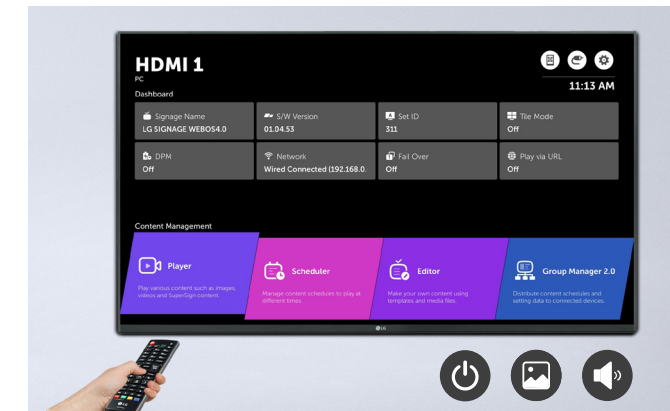 HDMI 1
PC
11:13 AM
Dashboard
Signage Name
LG SIGNAGE WEBOS4.0
S/W Version
01.04.53
Set ID
311
Tile Mode
Off
DPM
Off
Network
Wired Connected (192.168.0.
Fail Over
Off
Play via URL
Off
Content Management
Player
Play various content such as images,
videos and SuperSign content.
Scheduler
Manage content schedules to play at
different times.
Editor
Make your own content using
templates and media files.
Group Manager 2.0
Distribute content schedules and
setting data to connected devices.
LG
LG